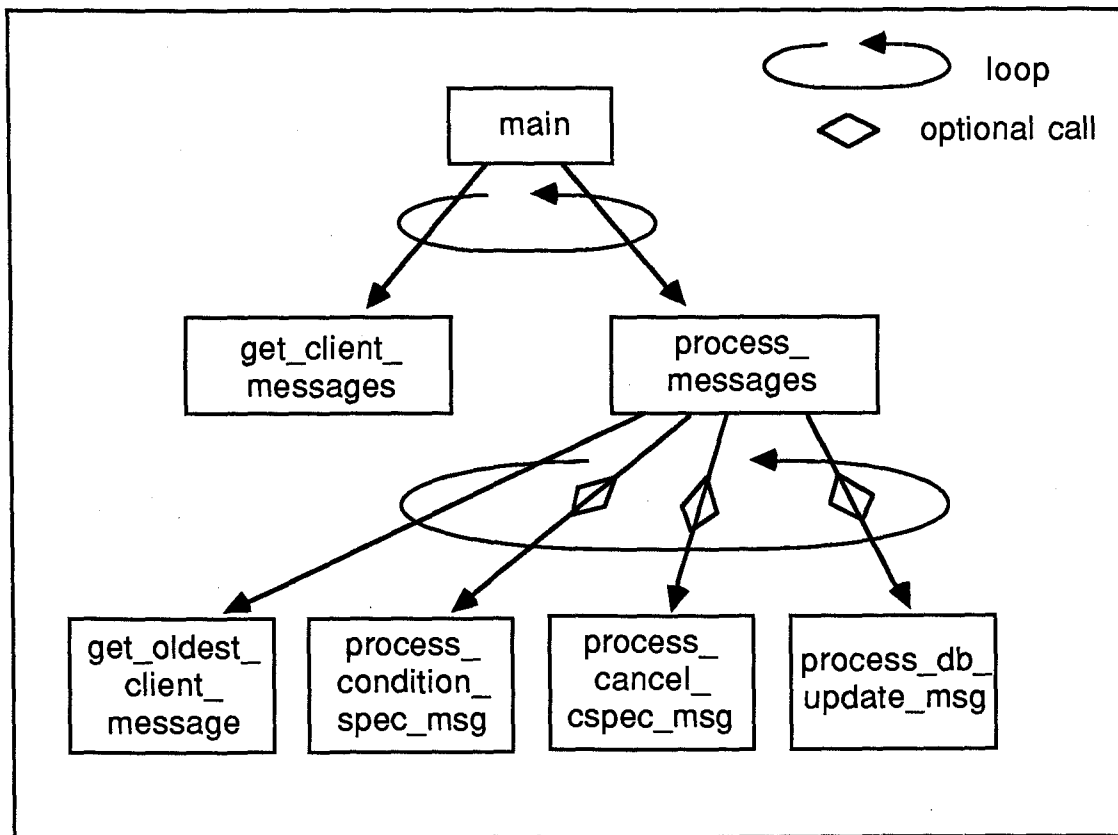 loop
optional call
main
get_client_
messages
process_
messages
get_oldest_
client_
message
process_
condition_
spec_msg
process_
cancel_
cspec_msg
process_db_
update_msg